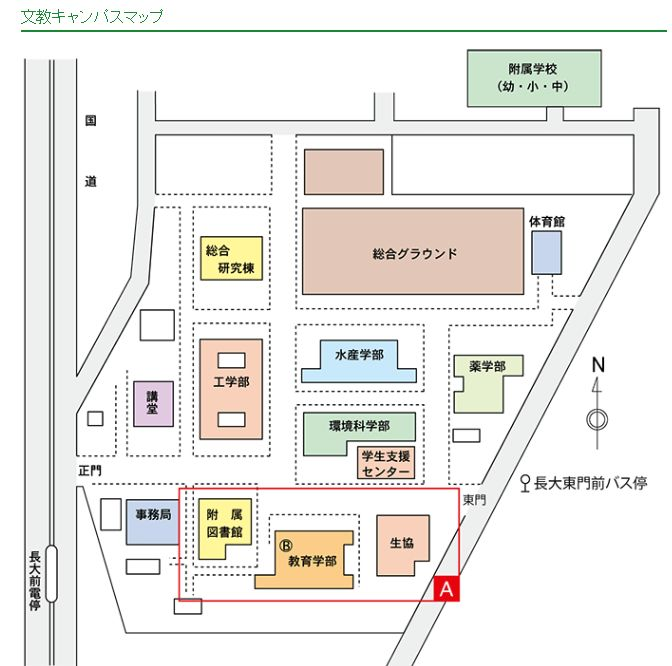 文教キャンパスマップ
附属学校
（幼・小・中）
国
道
体育館
総合
研究棟
総合グラウンド
水産学部
薬学部
N
工学部
講
堂
環境科学部
学生支援
センター
正門
長大東門前バス停
東門
事務局
附 属
図書館
B
教育学部
生協
長大前電停
A